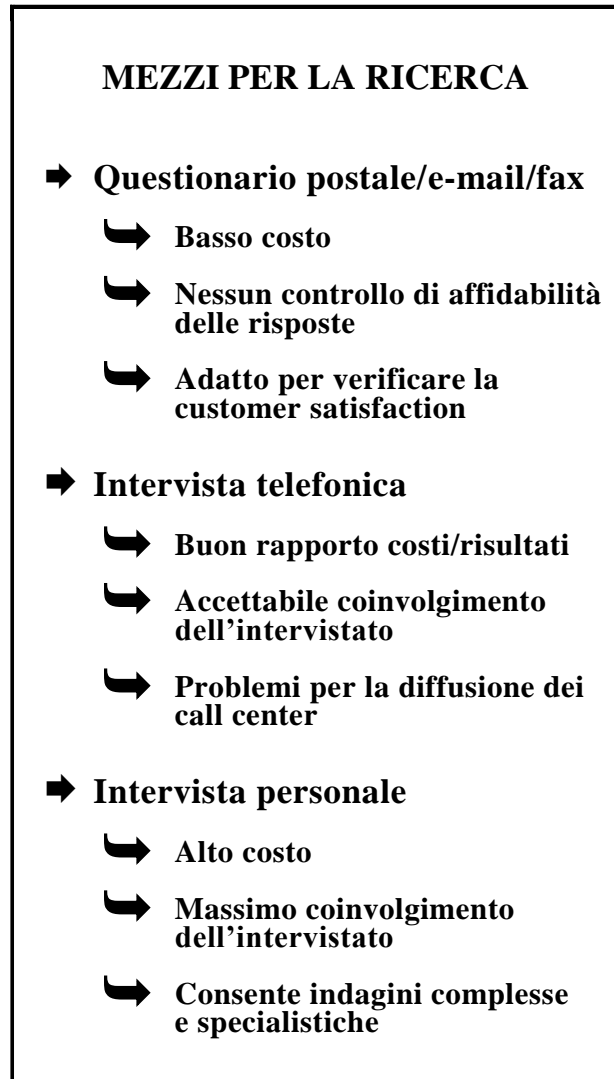 MEZZI PER LA RICERCA
Questionario postale/e-mail/fax
Basso costo
Nessun controllo di affidabilità
delle risposte
Adatto per verificare la
customer satisfaction
Intervista telefonica
Buon rapporto costi/risultati
Accettabile coinvolgimento
dell’intervistato
Problemi per la diffusione dei
call center
Intervista personale
Alto costo
Massimo coinvolgimento
dell’intervistato
Consente indagini complesse
e specialistiche